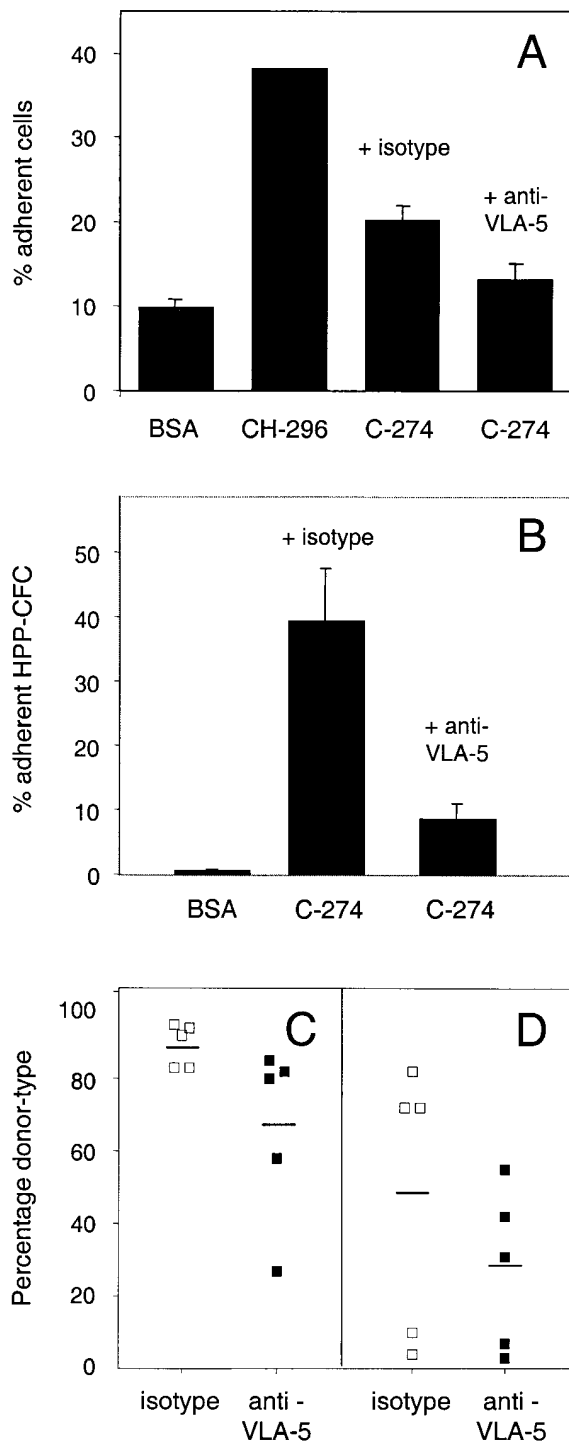 A
% adherent cells
40
30
20
10
0
+ isotype
+ anti-
VLA-5
BSA CH-296 C-274 C-274
B
% adherent HPP-CFC
50
40
30
20
10
0
+ isotype
+ anti-
VLA-5
BSA C-274 C-274
C D
Percentage donor-type
100
80
60
40
20
0
isotype anti - isotype anti -
VLA-5 VLA-5